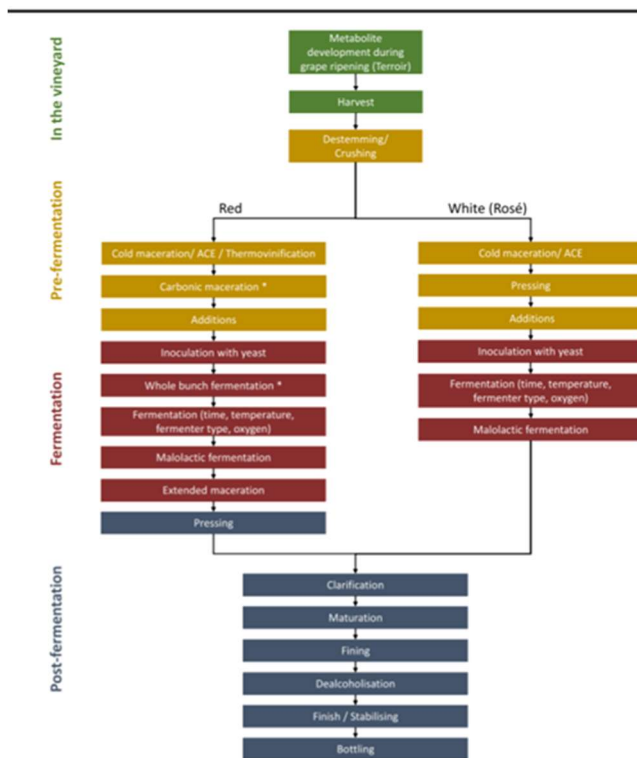 In the vineyard
Metabolite
development during
grape ripening (Terroir)
Harvest
Destemming/
Crushing
Pre-fermentation
Red
White (Rosé)
Cold maceration/ ACE / Thermovinification
Carbonic maceration *
Additions
Cold maceration/ ACE
Pressing
Additions
Fermentation
Inoculation with yeast
Whole bunch fermentation *
Fermentation (time, temperature,
fermenter type, oxygen)
Malolactic fermentation
Extended maceration
Pressing
Inoculation with yeast
Fermentation (time, temperature,
fermenter type, oxygen)
Malolactic fermentation
Post-fermentation
Clarification
Maturation
Fining
Dealcoholisation
Finish / Stabilising
Bottling